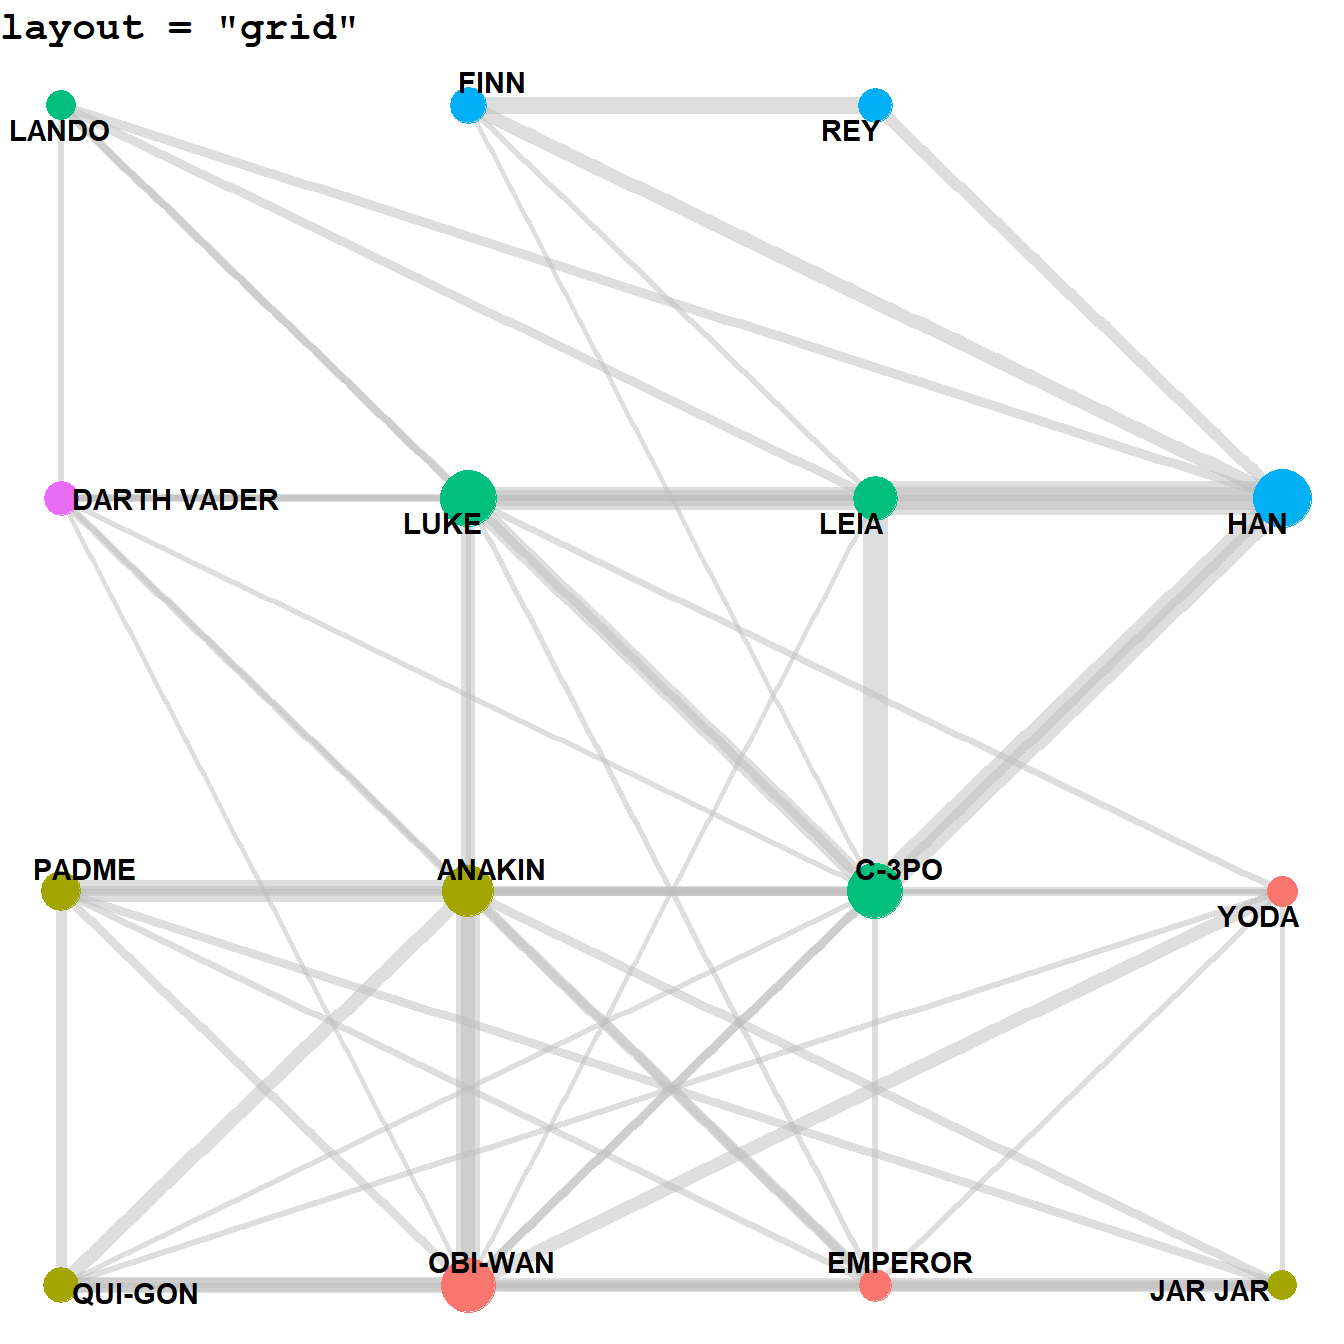 layout = "grid"
FINN
LANDO
REY
DARTH VADER
LUKE
LEIA
HAN
PADME
ANAKIN
C-3PO
YODA
OBI-WAN
EMPEROR
QUI-GON
JAR JAR